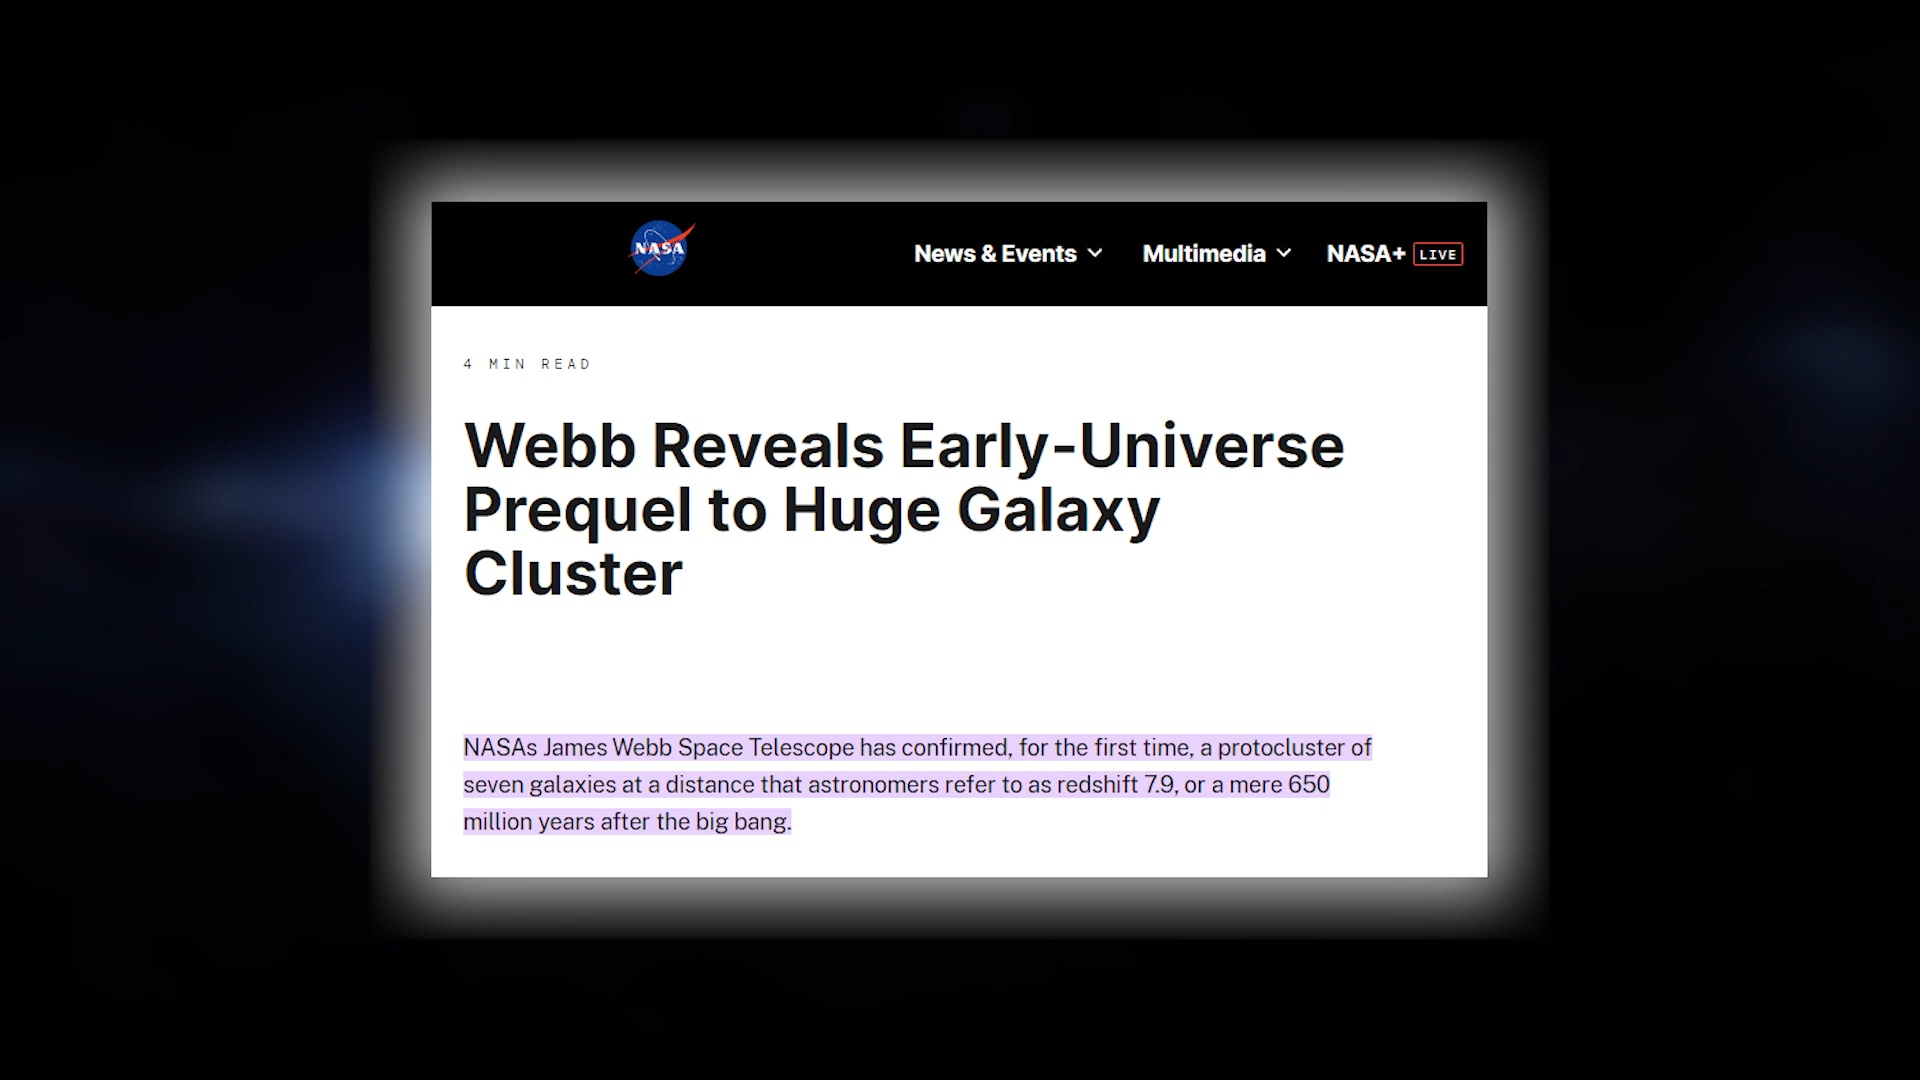 NASA
News & Events
Multimedia
NASA+ LIVE
4 MIN READ
Webb Reveals Early-Universe
Prequel to Huge Galaxy
Cluster
NASAs James Webb Space Telescope has confirmed, for the first time, a protocluster of
seven galaxies at a distance that astronomers refer to as redshift 7.9, or a mere 650
million years after the big bang.